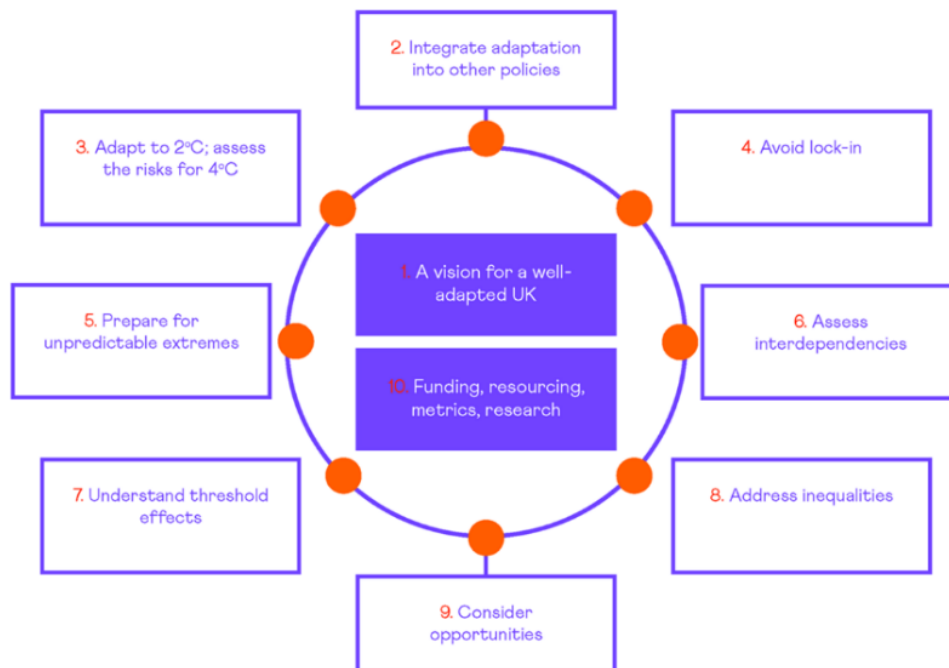 2. Integrate adaptation
into other policies
3. Adapt to 2°C; assess
the risks for 4°C
4. Avoid lock-in
1. A vision for a well-
adapted UK
5. Prepare for
unpredictable extremes
6. Assess
interdependencies
10. Funding, resourcing,
metrics, research
7. Understand threshold
effects
8. Address inequalities
9. Consider
opportunities